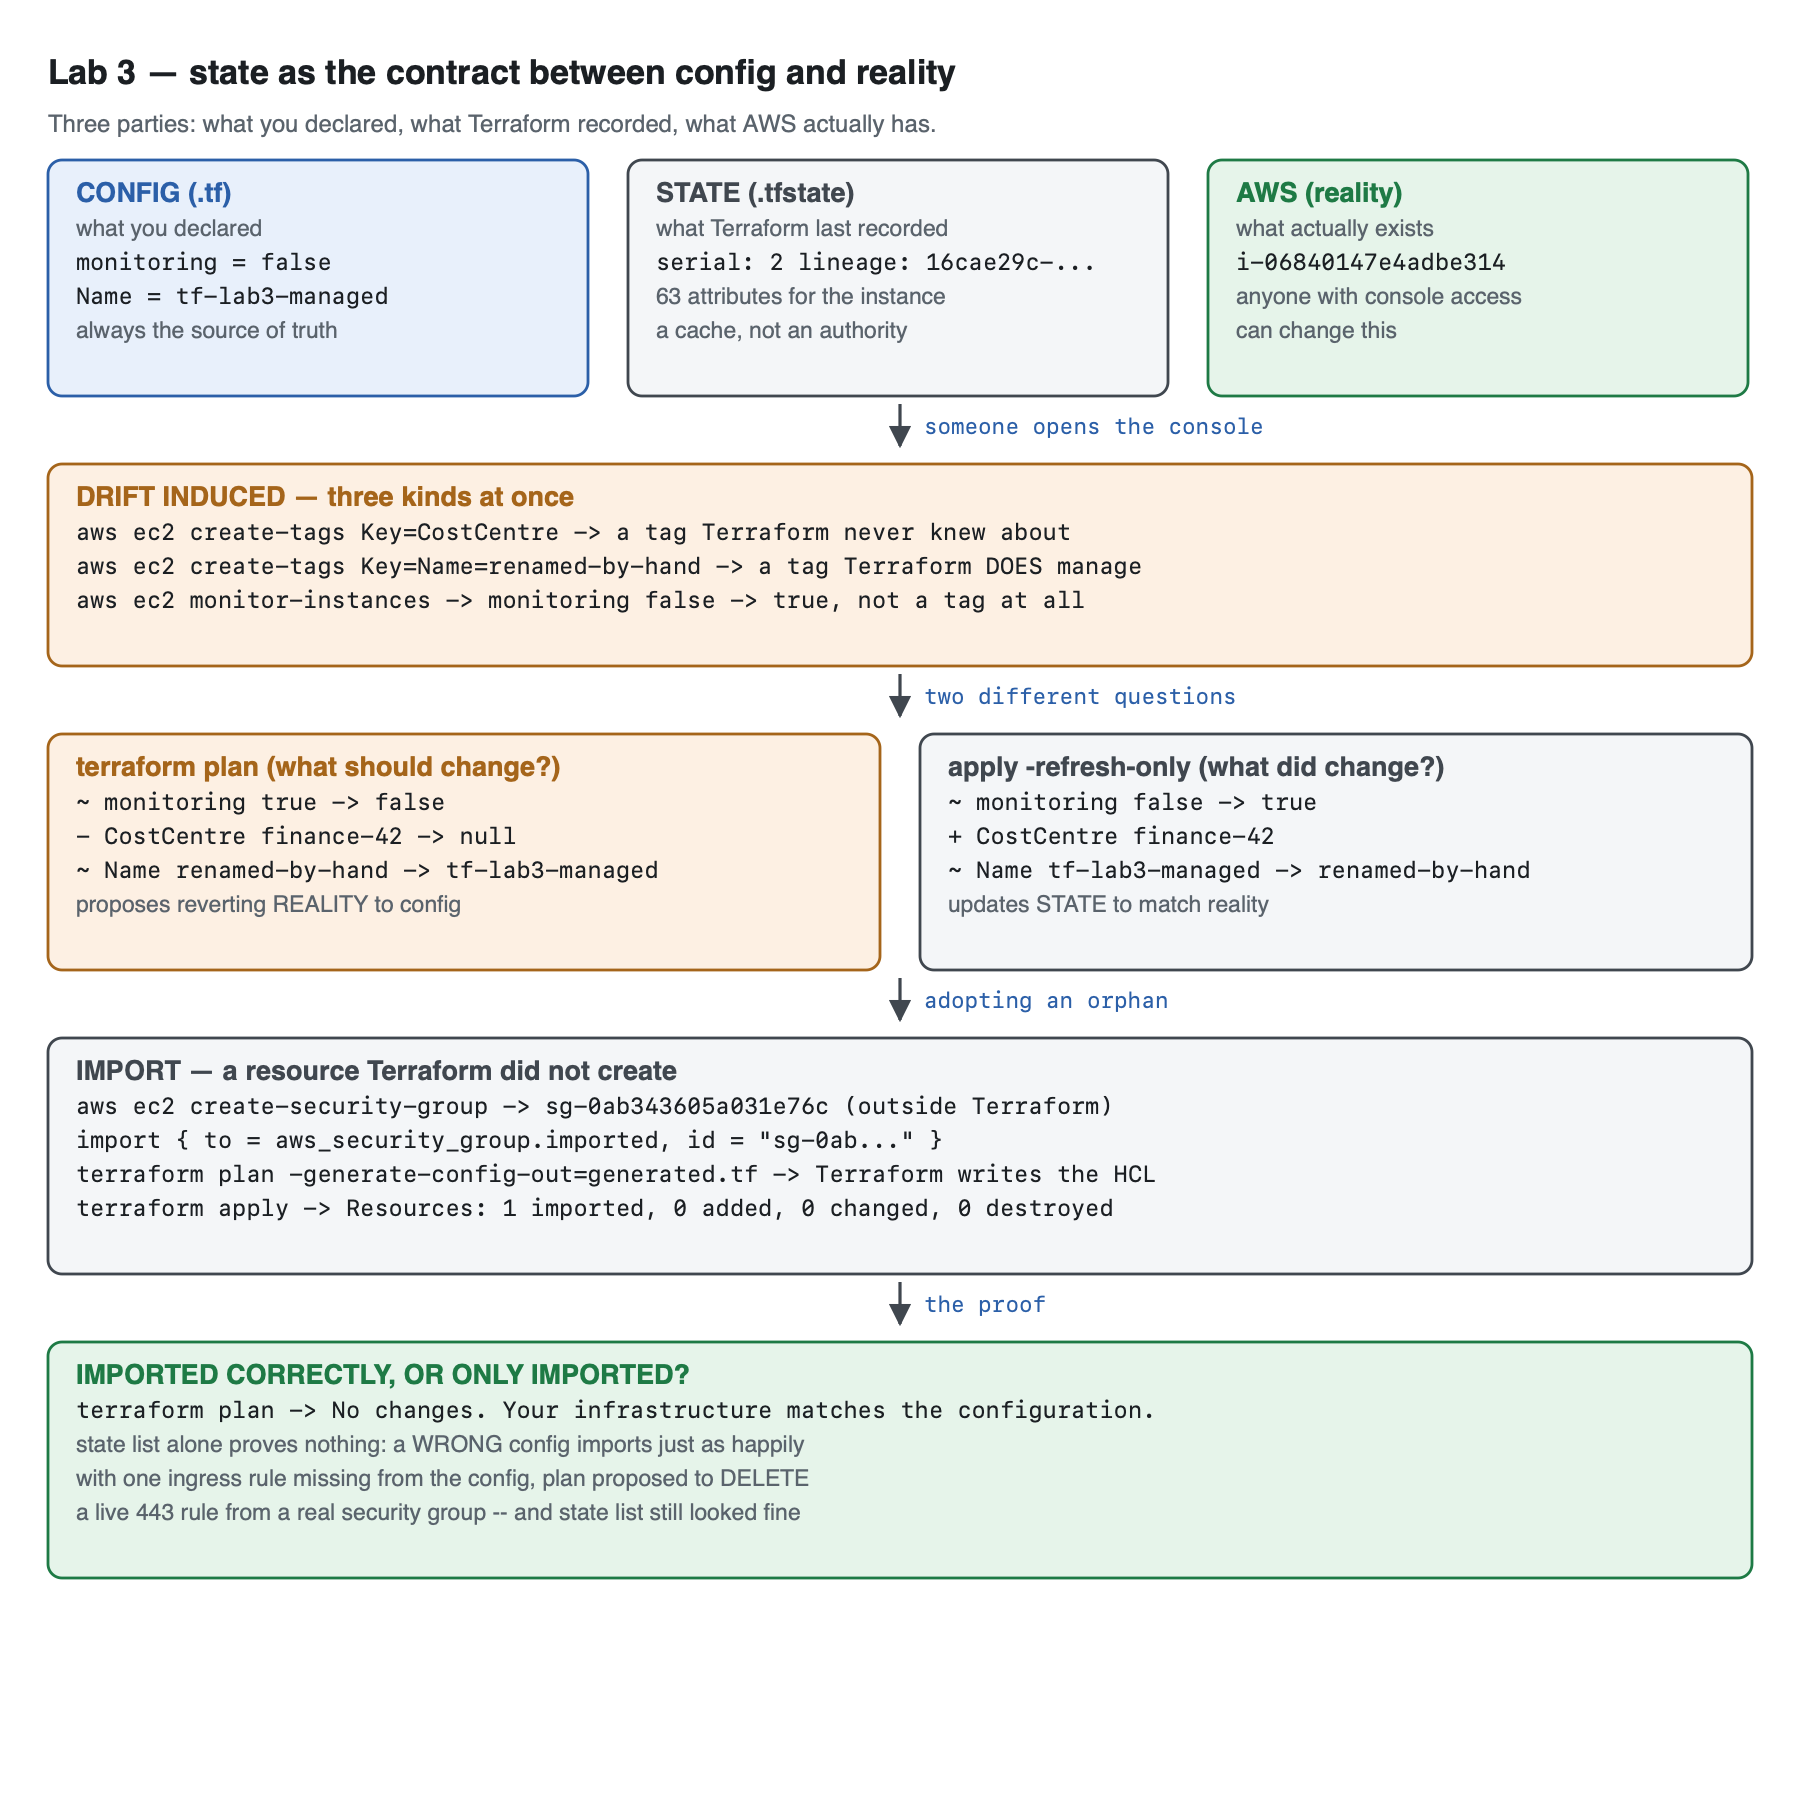 Lab 3 — state as the contract between config and reality
Three parties: what you declared, what Terraform recorded, what AWS actually has.
CONFIG (.tf)
what you declared
monitoring = false
Name = tf-lab3-managed
always the source of truth
STATE (.tfstate)
what Terraform last recorded
serial: 2 lineage: 16cae29c-...
63 attributes for the instance
a cache, not an authority
AWS (reality)
what actually exists
i-06840147e4adbe314
anyone with console access
can change this
someone opens the console
DRIFT INDUCED — three kinds at once
aws ec2 create-tags Key=CostCentre -> a tag Terraform never knew about
aws ec2 create-tags Key=Name=renamed-by-hand -> a tag Terraform DOES manage
aws ec2 monitor-instances -> monitoring false -> true, not a tag at all
two different questions
terraform plan (what should change?)
~ monitoring true -> false
- CostCentre finance-42 -> null
~ Name renamed-by-hand -> tf-lab3-managed
proposes reverting REALITY to config
apply -refresh-only (what did change?)
~ monitoring false -> true
+ CostCentre finance-42
~ Name tf-lab3-managed -> renamed-by-hand
updates STATE to match reality
adopting an orphan
IMPORT — a resource Terraform did not create
aws ec2 create-security-group -> sg-0ab343605a031e76c (outside Terraform)
import { to = aws_security_group.imported, id = "sg-0ab..." }
terraform plan -generate-config-out=generated.tf -> Terraform writes the HCL
terraform apply -> Resources: 1 imported, 0 added, 0 changed, 0 destroyed
the proof
IMPORTED CORRECTLY, OR ONLY IMPORTED?
terraform plan -> No changes. Your infrastructure matches the configuration.
state list alone proves nothing: a WRONG config imports just as happily
with one ingress rule missing from the config, plan proposed to DELETE
a live 443 rule from a real security group -- and state list still looked fine